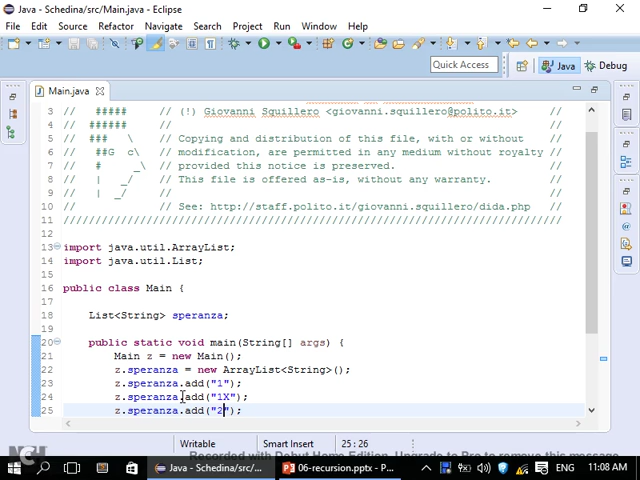 Java - Schedina/src/Main.java - Eclipse
File Edit Source Refactor Navigate Search Project Run Window Help
Quick Access Java Debug
Main.java
3 // ##### // (!) Giovanni Squillero <giovanni.squillero@polito.it> //
4 // ###### // //
5 // ### \ // Copying and distribution of this file, with or without //
6 // ##G c\ // modification, are permitted in any medium without royalty //
7 // # _\ // provided this notice is preserved. //
8 // | _/ // This file is offered as-is, without any warranty. //
9 // | _/ // //
10 // // See: http://staff.polito.it/giovanni.squillero/dida.php //
11 /////////////////////////////////////////////////////////////////////////////
12
13 import java.util.ArrayList;
14 import java.util.List;
15
16 public class Main {
17
18 List<String> speranza;
19
20 public static void main(String[] args) {
21 Main z = new Main();
22 z.speranza = new ArrayList<String>();
23 z.speranza.add("1");
24 z.speranza.add("1X");
25 z.speranza.add("2");
Writable Smart Insert 25 : 26
NCH
Recorded with Debut Home Edition. Upgrade to Pro to remove this message.
Java - Schedina/src/... 06-recursion.pptx - P... ENG 11:08 AM